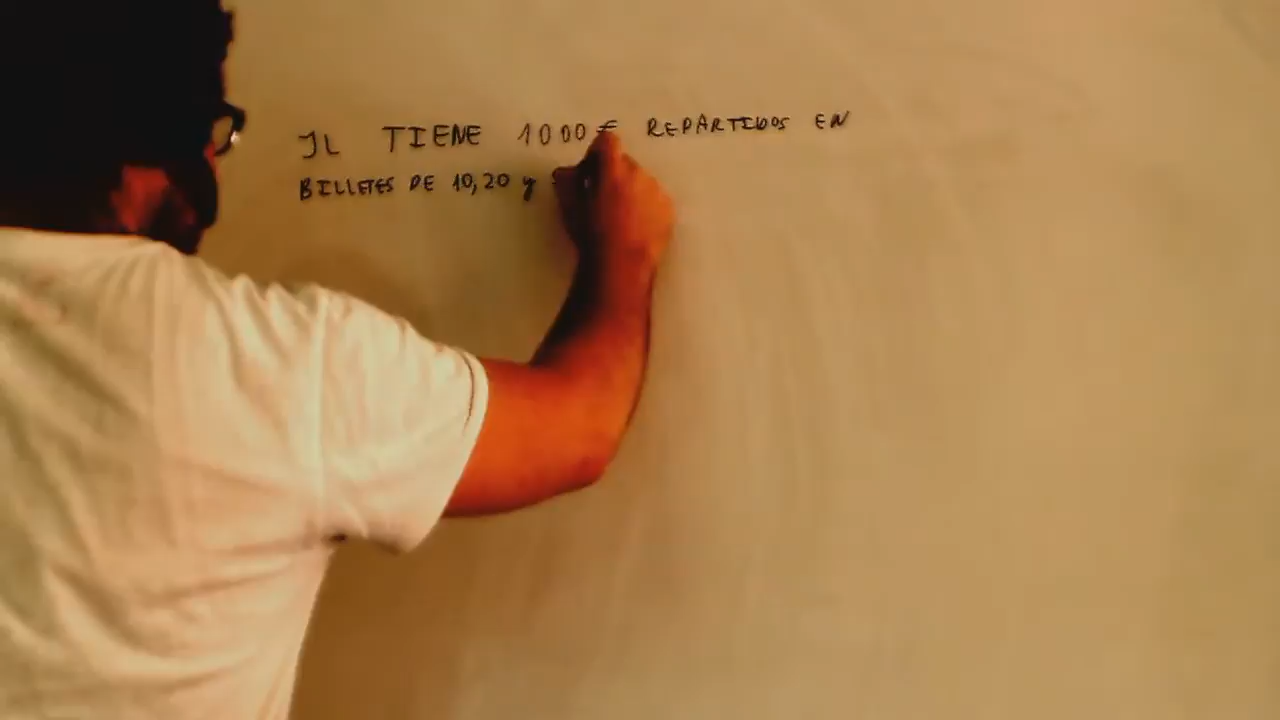 JL TIENE 1000€ REPARTIDOS EN
BILLETES DE 10,20 y